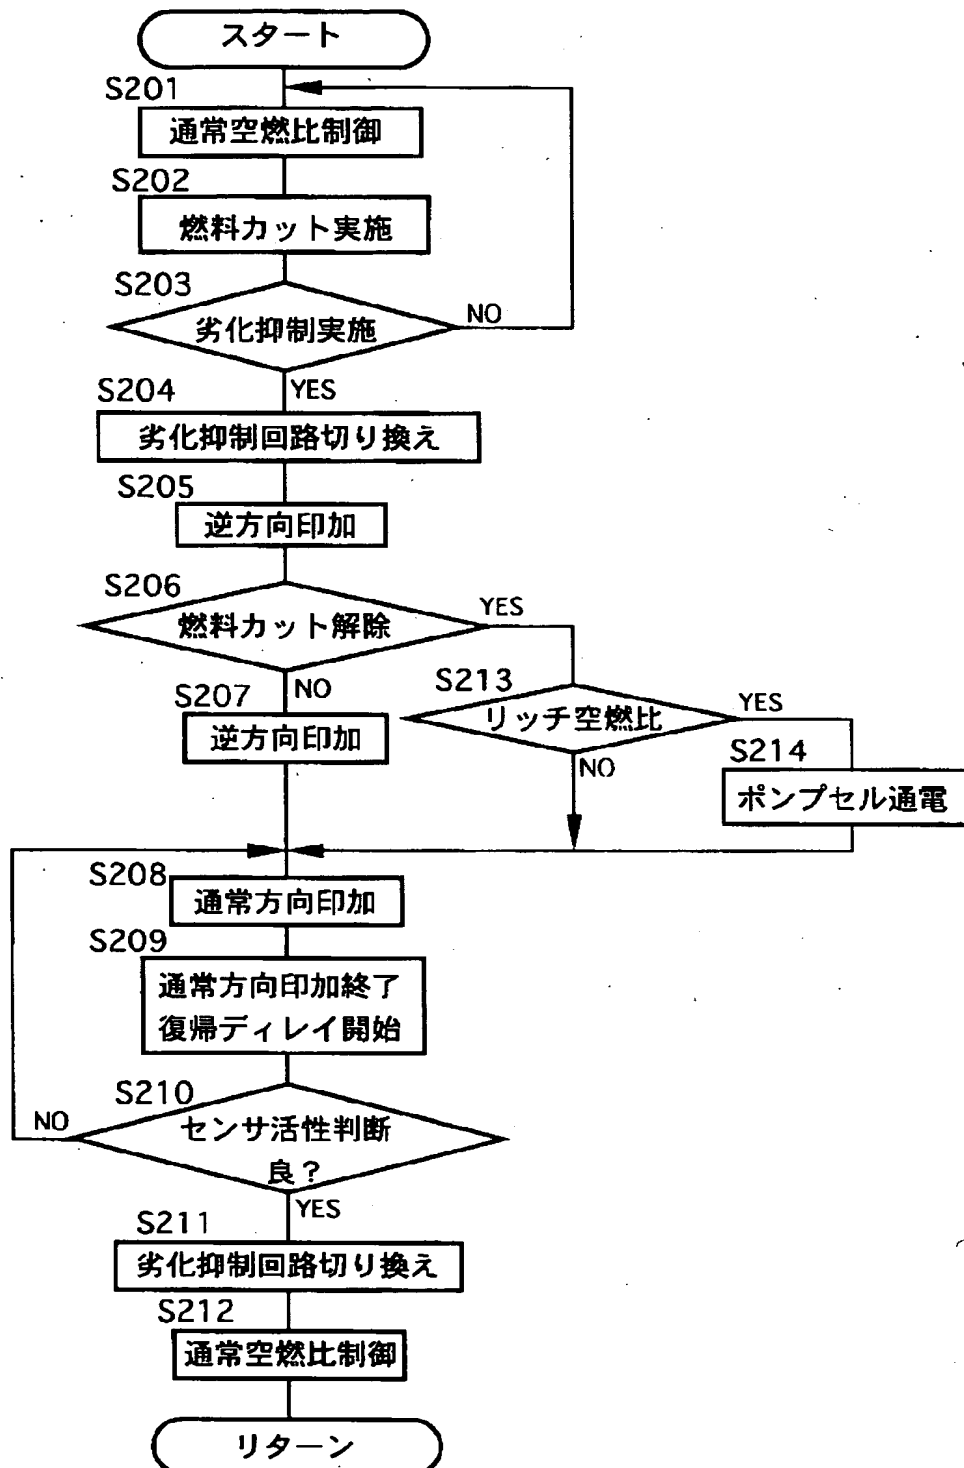 スタート
S201
通常空燃比制御
S202
燃料カット実施
S203
劣化抑制実施
NO
YES
S204
劣化抑制回路切り換え
S205
逆方向印加
S206
燃料カット解除
YES
NO
S207
逆方向印加
S213
リッチ空燃比
YES
NO
S214
ポンプセル通電
S208
通常方向印加
S209
通常方向印加終了
復帰ディレイ開始
S210
センサ活性判断
良?
NO
YES
S211
劣化抑制回路切り換え
S212
通常空燃比制御
リターン